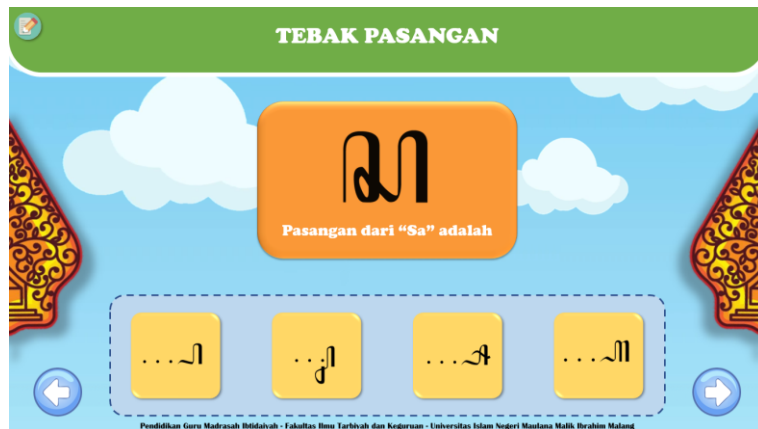 TEBAK PASANGAN
ꦱ
Pasangan dari “Sa” adalah
. . . ꧀ꦥ
. . . ꧀ꦱ
. . . ꧀ꦲ
Pendidikan Guru Madrasah Ibtidaiyah - Fakultas Ilmu Tarbiyah dan Keguruan - Universitas Islam Negeri Maulana Malik Ibrahim Malang